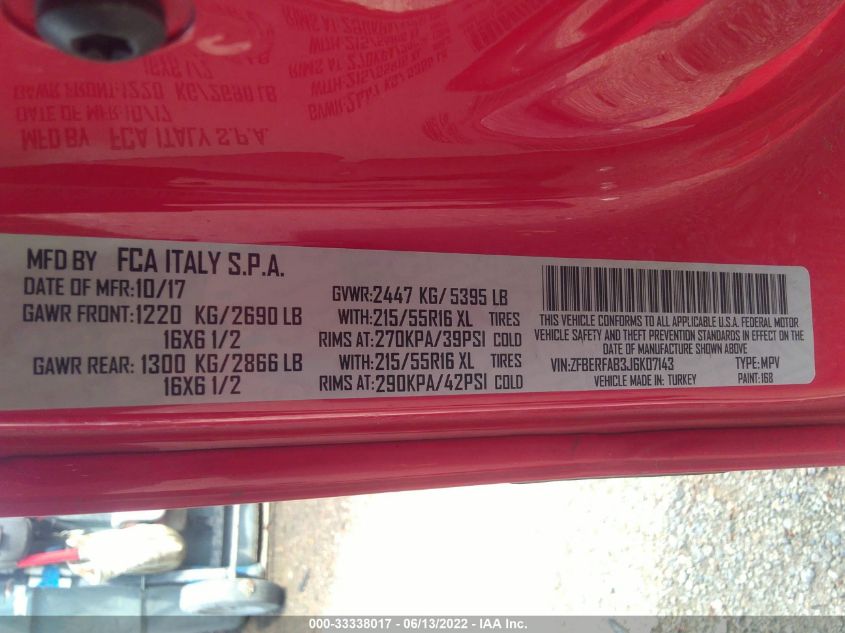 MFD BY FCA ITALY S.P.A.
DATE OF MFR:10/17
GAWR FRONT:1220 KG/2690 LB
16X6 1/2
GAWR REAR: 1300 KG/2866 LB
16X6 1/2
GVWR:2447 KG/5395 LB
WITH:215/55R16 XL TIRES
RIMS AT:270KPA/39PSI COLD
WITH:215/55R16 XL TIRES
RIMS AT:290KPA/42PSI COLD
THIS VEHICLE CONFORMS TO ALL APPLICABLE U.S.A. FEDERAL MOTOR
VEHICLE SAFETY AND THEFT PREVENTION STANDARDS IN EFFECT ON THE
DATE OF MANUFACTURE SHOWN ABOVE
VIN:ZFBERFAB3J6K07143 TYPE: MPV
VEHICLE MADE IN: TURKEY PAINT: 168
000-33338017 - 06/13/2022 - IAA Inc.